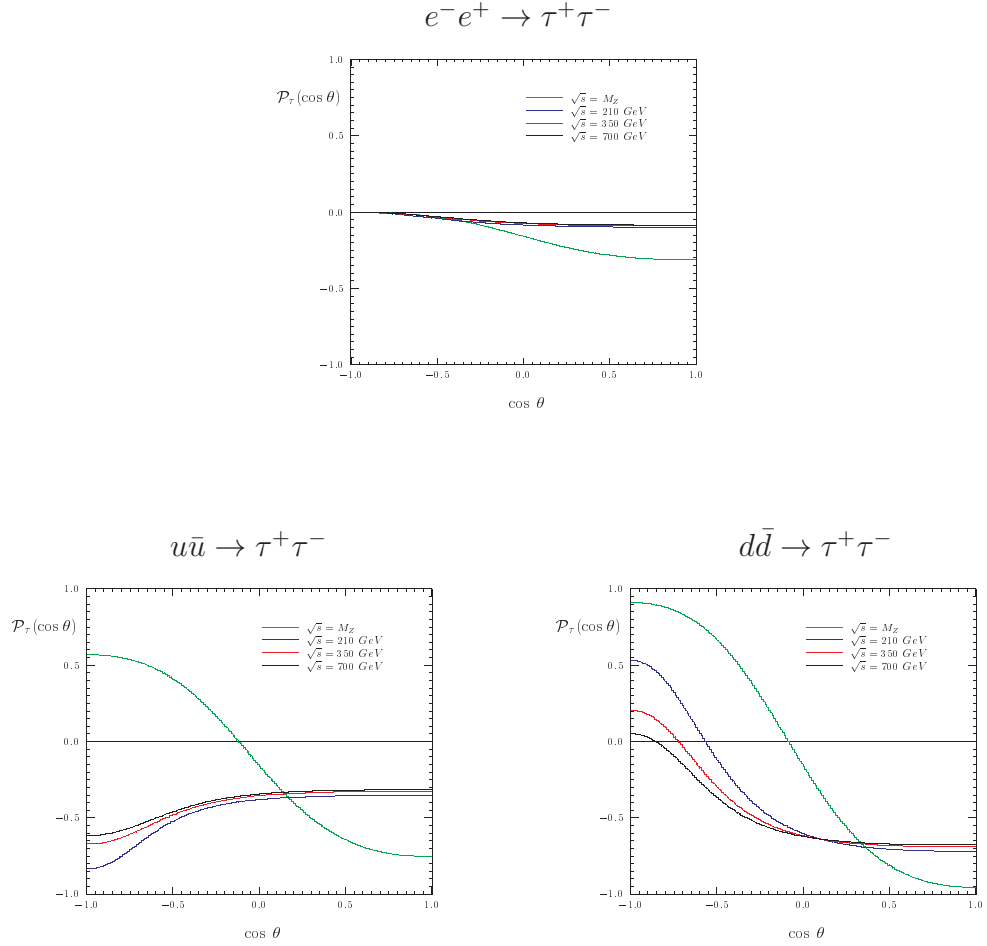 e⁻e⁺ → τ⁺τ⁻
1.0
𝒫τ(cos θ)
√s = M_Z
√s = 210 GeV
0.5
√s = 350 GeV
√s = 700 GeV
0.0
−0.5
−1.0
−1.0 −0.5 0.0 0.5 1.0
cos θ
uū → τ⁺τ⁻
1.0
𝒫τ(cos θ)
√s = M_Z
√s = 210 GeV
√s = 350 GeV
0.5
√s = 700 GeV
0.0
−0.5
−1.0
−1.0 −0.5 0.0 0.5 1.0
cos θ
dd̄ → τ⁺τ⁻
1.0
𝒫τ(cos θ)
√s = M_Z
√s = 210 GeV
√s = 350 GeV
0.5
√s = 700 GeV
0.0
−0.5
−1.0
−1.0 −0.5 0.0 0.5 1.0
cos θ